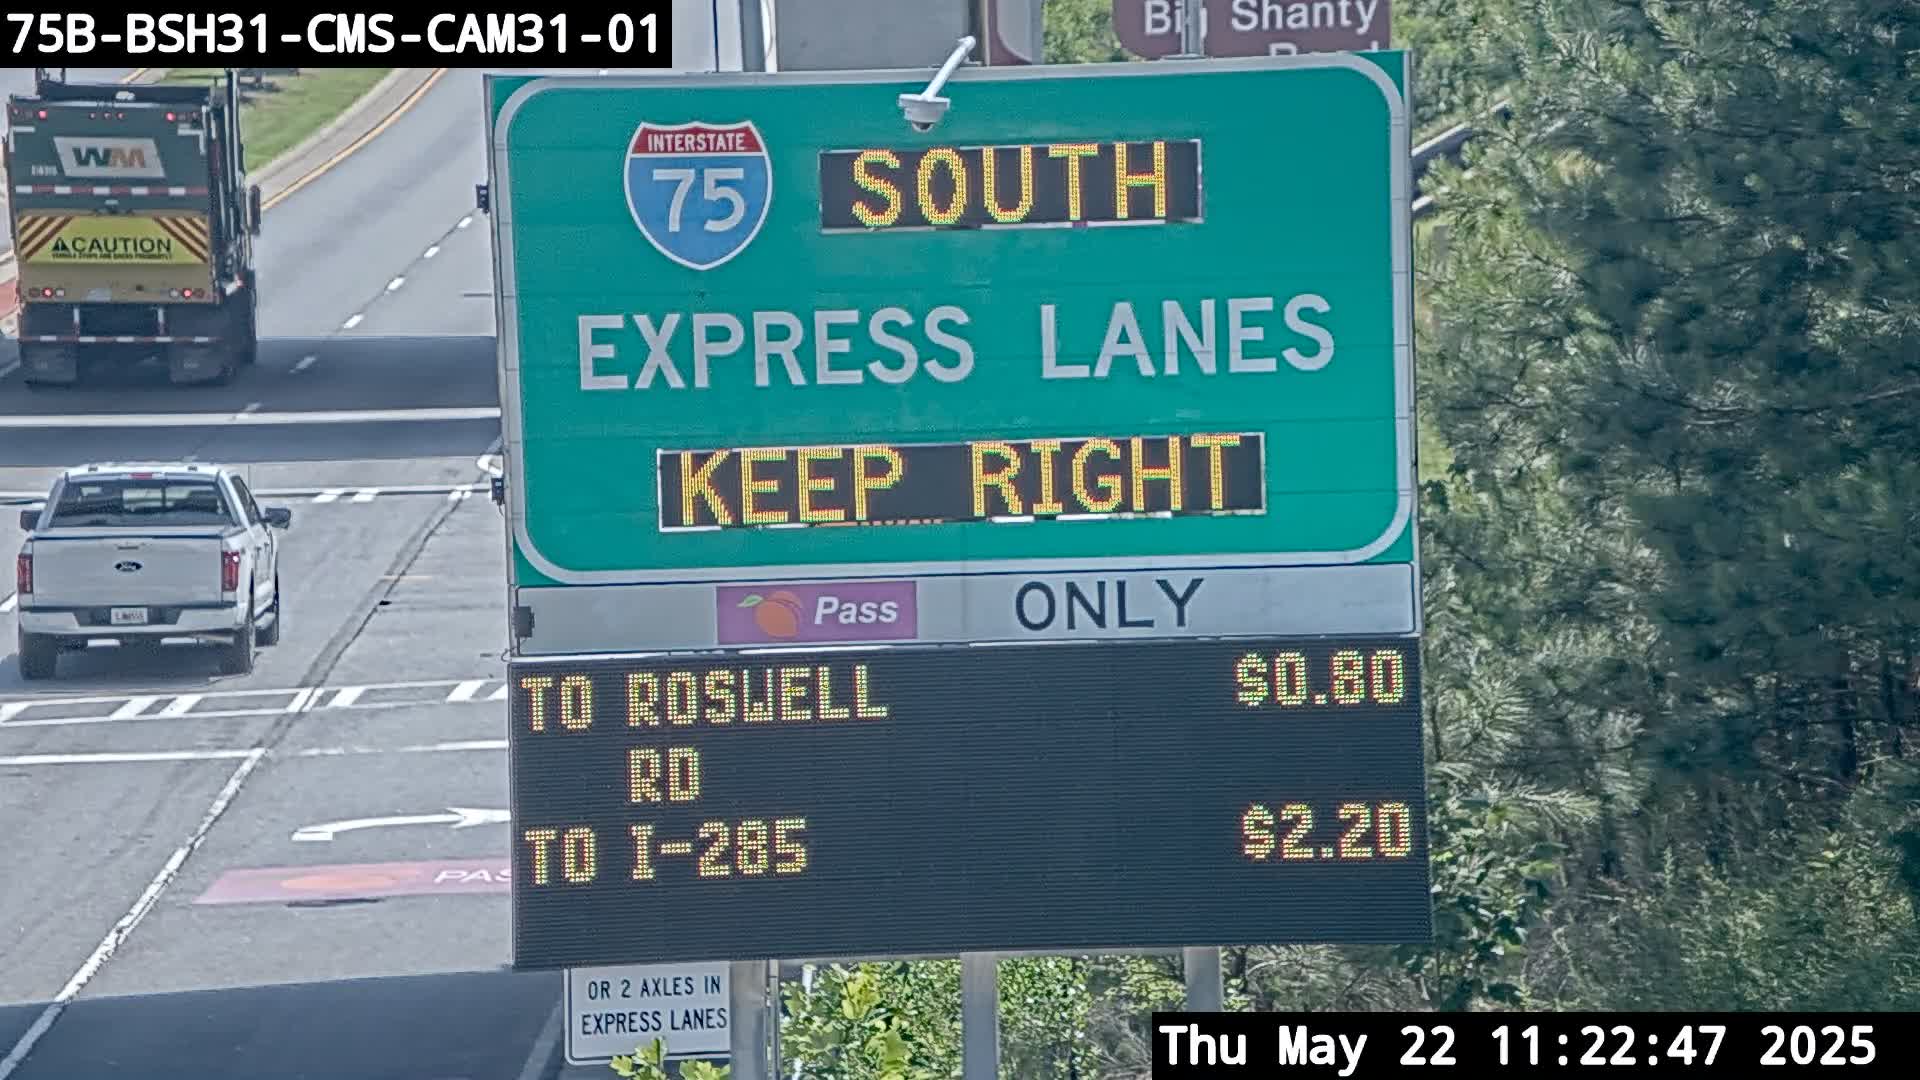 75B-BSH31-CMS-CAM31-01
Big Shanty
Road
WM
CAUTION
INTERSTATE
75
SOUTH
EXPRESS LANES
KEEP RIGHT
Pass ONLY
TO ROSWELL $0.80
RD
TO I-285 $2.20
PAS
OR 2 AXLES IN
EXPRESS LANES
Thu May 22 11:22:47 2025